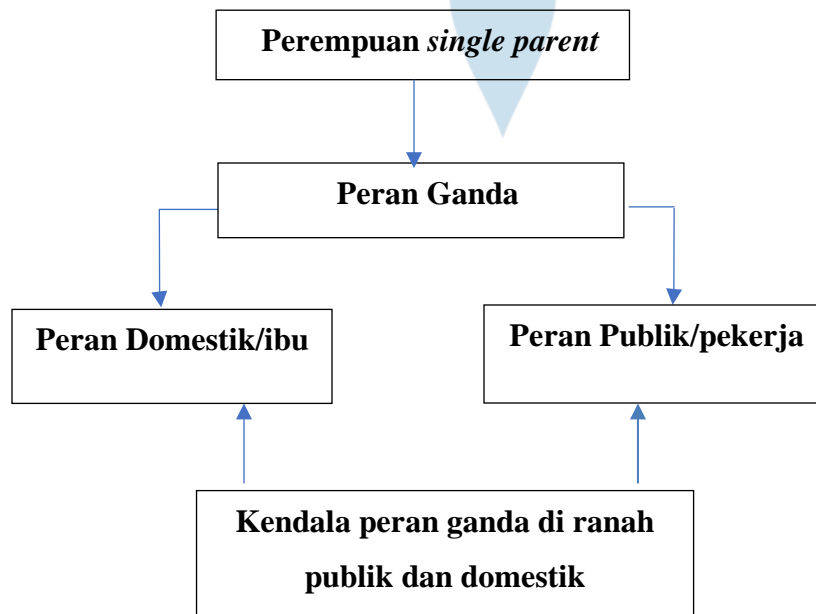 Perempuan single parent
Peran Ganda
Peran Domestik/ibu
Peran Publik/pekerja
Kendala peran ganda di ranah
publik dan domestik